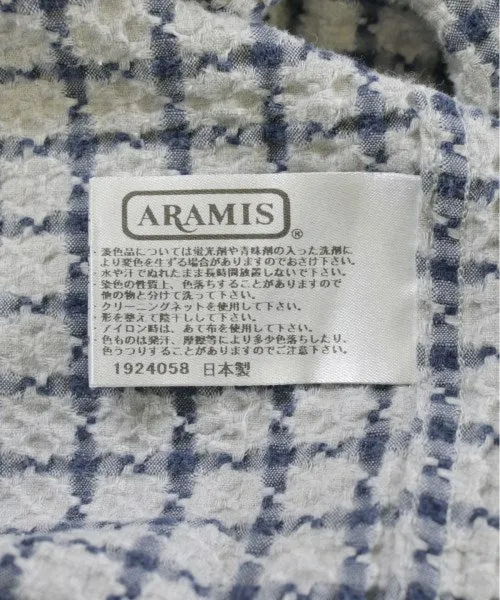 ARAMIS®
・淡色品については蛍光剤や青味剤の入った洗剤に
より変色を生ずる場合がありますのでおさけ下さい。
・水や汗でぬれたまま長時間放置しないで下さい。
・染色の性質上、色落ちすることがありますので
他の物と分けて洗って下さい。
・クリーニングネットを使用して下さい。
・形を整えて陰干しして下さい。
・アイロン時は、あて布を使用して下さい。
・色ものは発汗、摩擦等により多少色落ちしたり、
色うつりすることがありますのでご注意下さい。
1924058 日本製